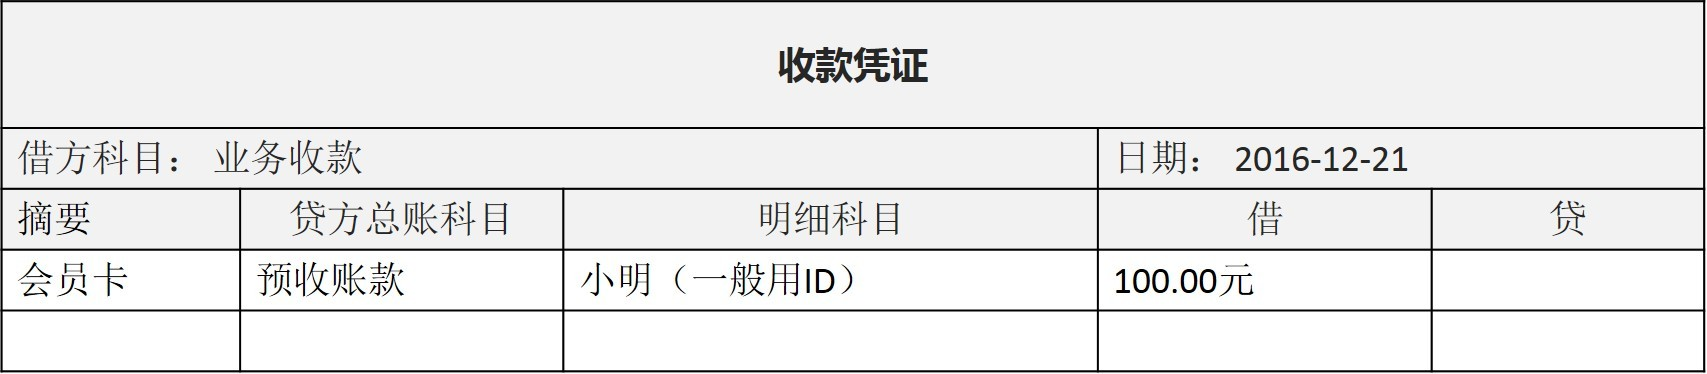 收款凭证
借方科目： 业务收款 日期： 2016-12-21
摘要 贷方总账科目 明细科目 借 贷
会员卡 预收账款 小明（一般用ID） 100.00元